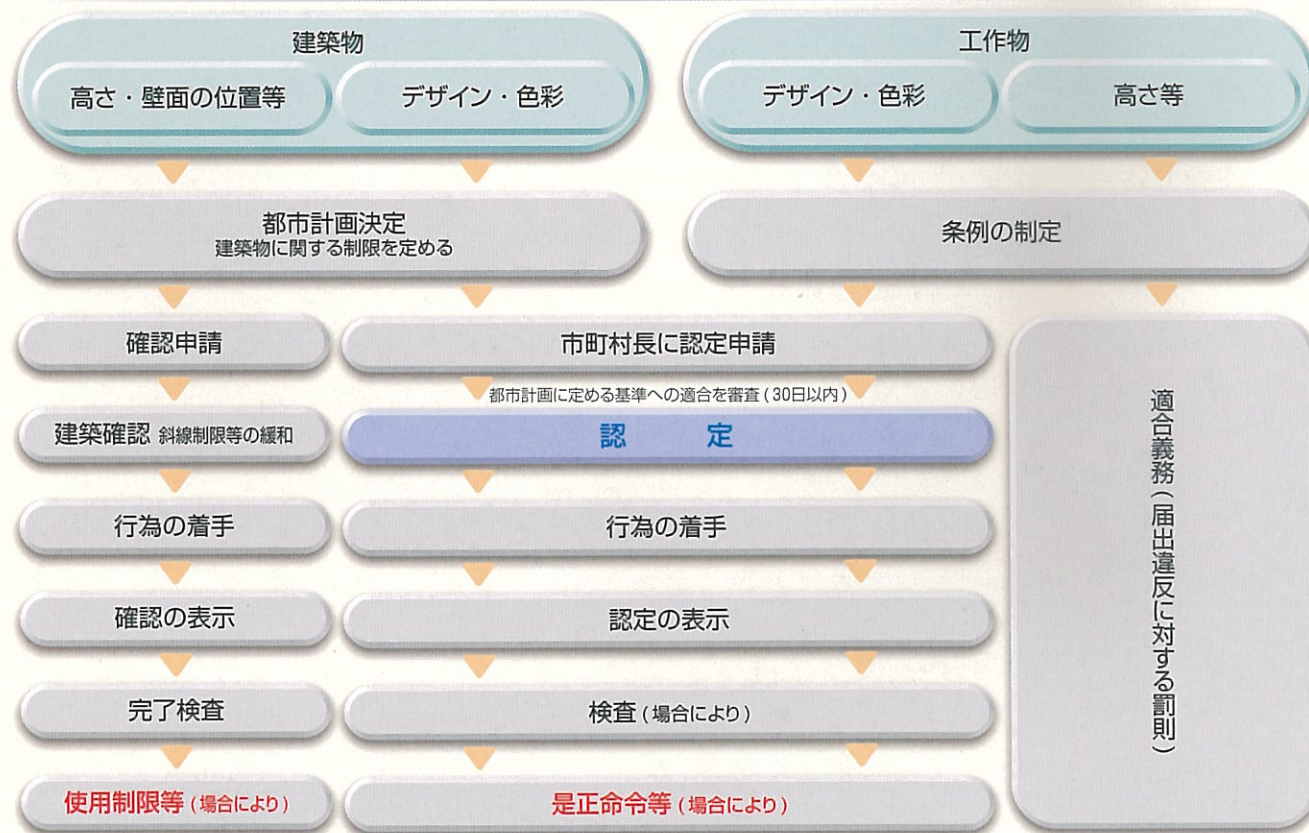 建築物
高さ・壁面の位置等
デザイン・色彩
工作物
デザイン・色彩
高さ等
都市計画決定
建築物に関する制限を定める
条例の制定
確認申請
市町村長に認定申請
都市計画に定める基準への適合を審査(30日以内)
建築確認 斜線制限等の緩和
認 定
行為の着手
行為の着手
確認の表示
認定の表示
完了検査
検査(場合により)
使用制限等(場合により)
是正命令等(場合により)
適合義務(届出違反に対する罰則)